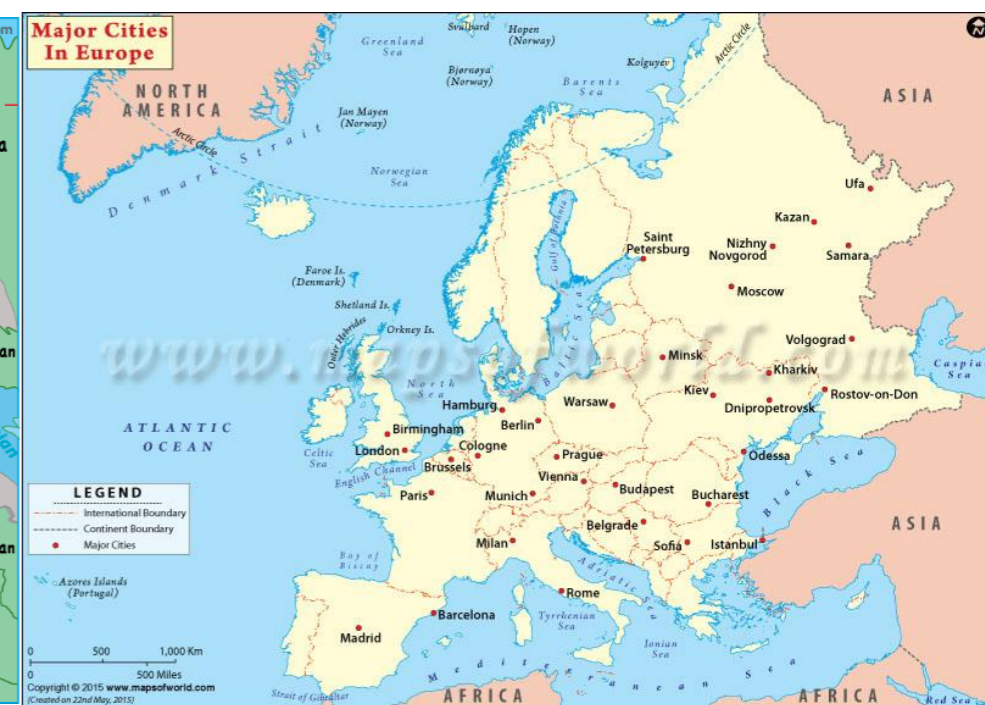 Major Cities
In Europe
Svalbard
Hopen
(Norway)
Greenland
Sea
Bjørnøya
(Norway)
Kolguyev
Arctic Circle
Barents
Sea
NORTH
AMERICA
Jan Mayen
(Norway)
Arctic Circle
Denmark Strait
Norwegian
Sea
ASIA
Ufa
Kazan
Gulf of Bothnia
Saint
Petersburg
Nizhny
Novgorod
Samara
Faroe Is.
(Denmark)
Moscow
Shetland Is.
Orkney Is.
Outer Hebrides
Baltic Sea
Volgograd
www.mapsofworld.com
Minsk
Kharkiv
Caspia
Sea
North
Sea
Hamburg
Berlin
Warsaw
Kiev
Dnipropetrovsk
Rostov-on-Don
ATLANTIC
OCEAN
Birmingham
London
Celtic
Sea
English Channel
Cologne
Brussels
Prague
Odessa
Black Sea
Vienna
Budapest
Bucharest
Paris
Munich
Belgrade
Milan
Sofia
Istanbul
ASIA
LEGEND
International Boundary
Continent Boundary
Major Cities
Bay of
Biscay
Azores Islands
(Portugal)
Adriatic Sea
Rome
Barcelona
Tyrrhenian
Sea
Madrid
Ionian
Sea
Mediterranean Sea
0 500 1,000 Km
0 500 Miles
Copyright © 2015 www.mapsofworld.com
(Created on 22nd May, 2015)
Strait of Gibraltar
AFRICA
AFRICA
Red Sea
N
m
a
an
an